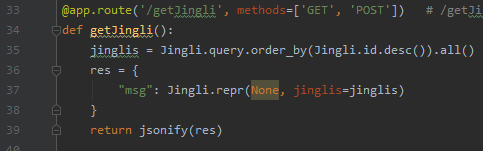 33 @app.route('/getJingli', methods=['GET', 'POST']) # /getJi
34 def getJingli():
35 jinglis = Jingli.query.order_by(Jingli.id.desc()).all()
36 res = {
37 "msg": Jingli.repr(None, jinglis=jinglis)
38 }
39 return jsonify(res)
40